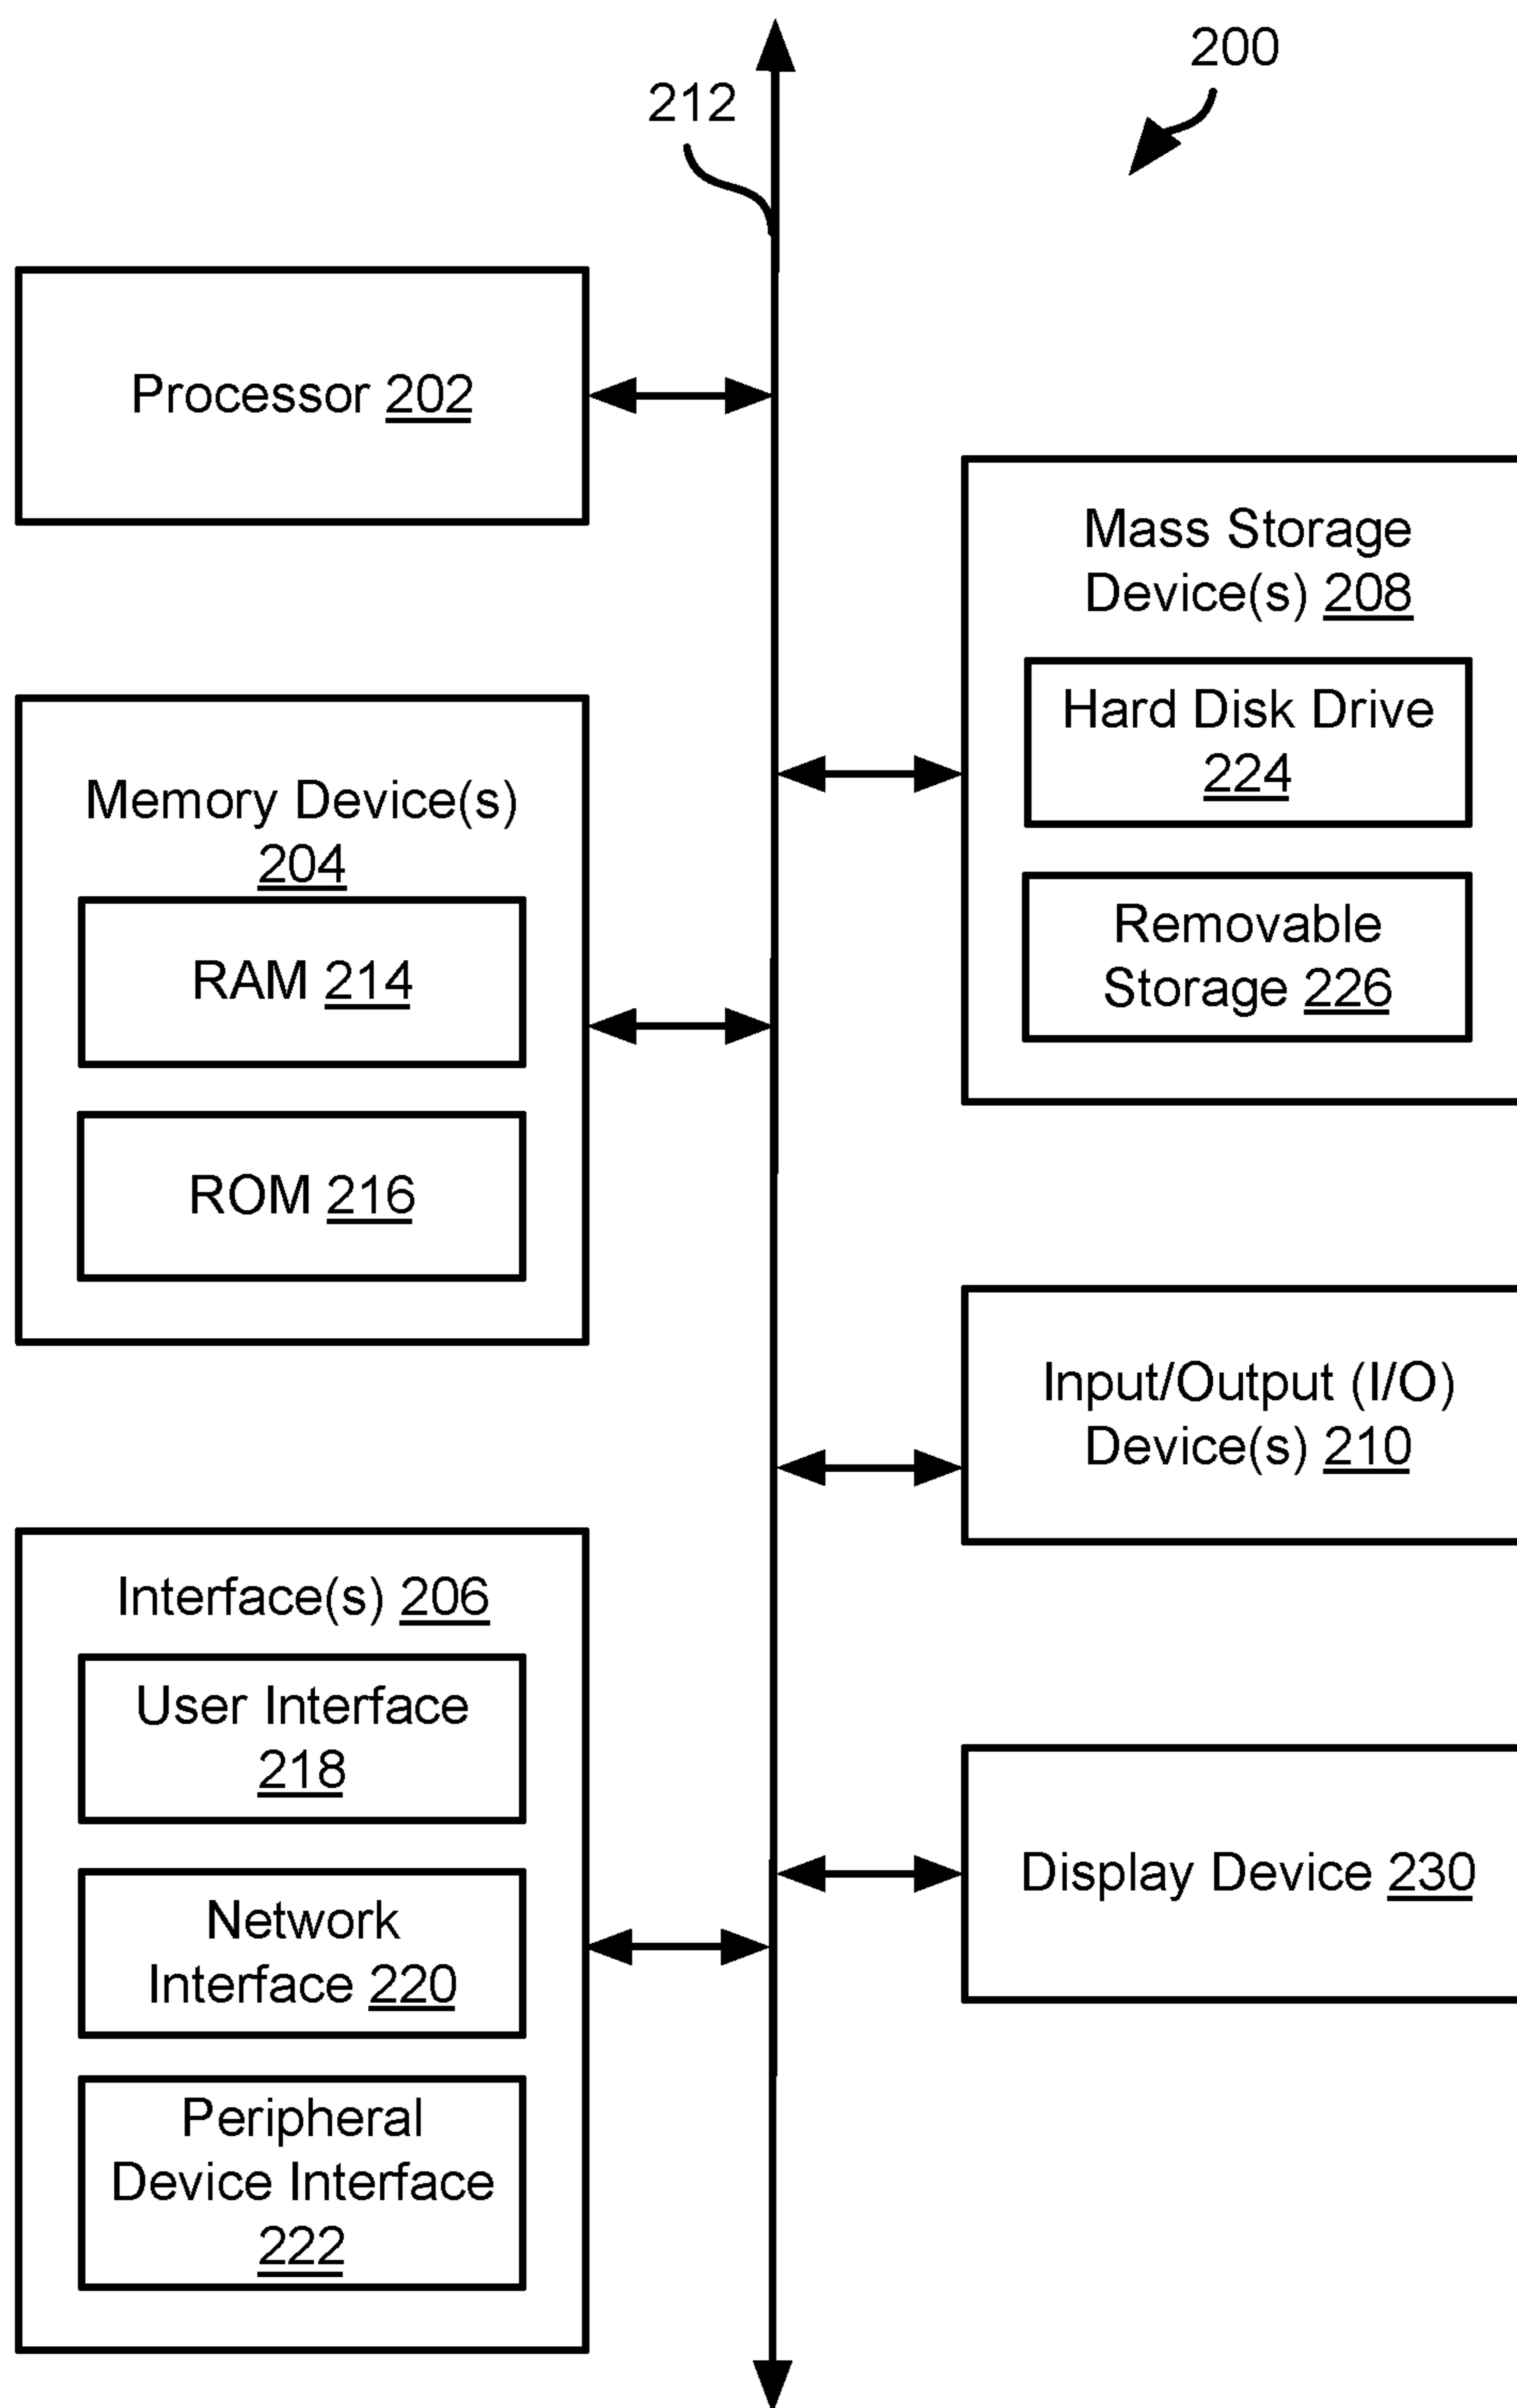 200
212
Processor 202
Mass Storage
Device(s) 208
Hard Disk Drive
224
Removable
Storage 226
Memory Device(s)
204
RAM 214
ROM 216
Input/Output (I/O)
Device(s) 210
Interface(s) 206
User Interface
218
Network
Interface 220
Peripheral
Device Interface
222
Display Device 230